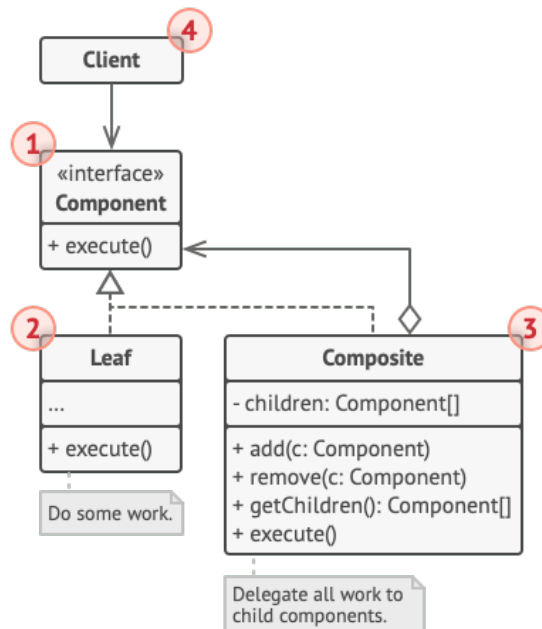 4
Client
1
«interface»
Component
+ execute()
2
Leaf
...
+ execute()
Do some work.
3
Composite
- children: Component[]
+ add(c: Component)
+ remove(c: Component)
+ getChildren(): Component[]
+ execute()
Delegate all work to
child components.